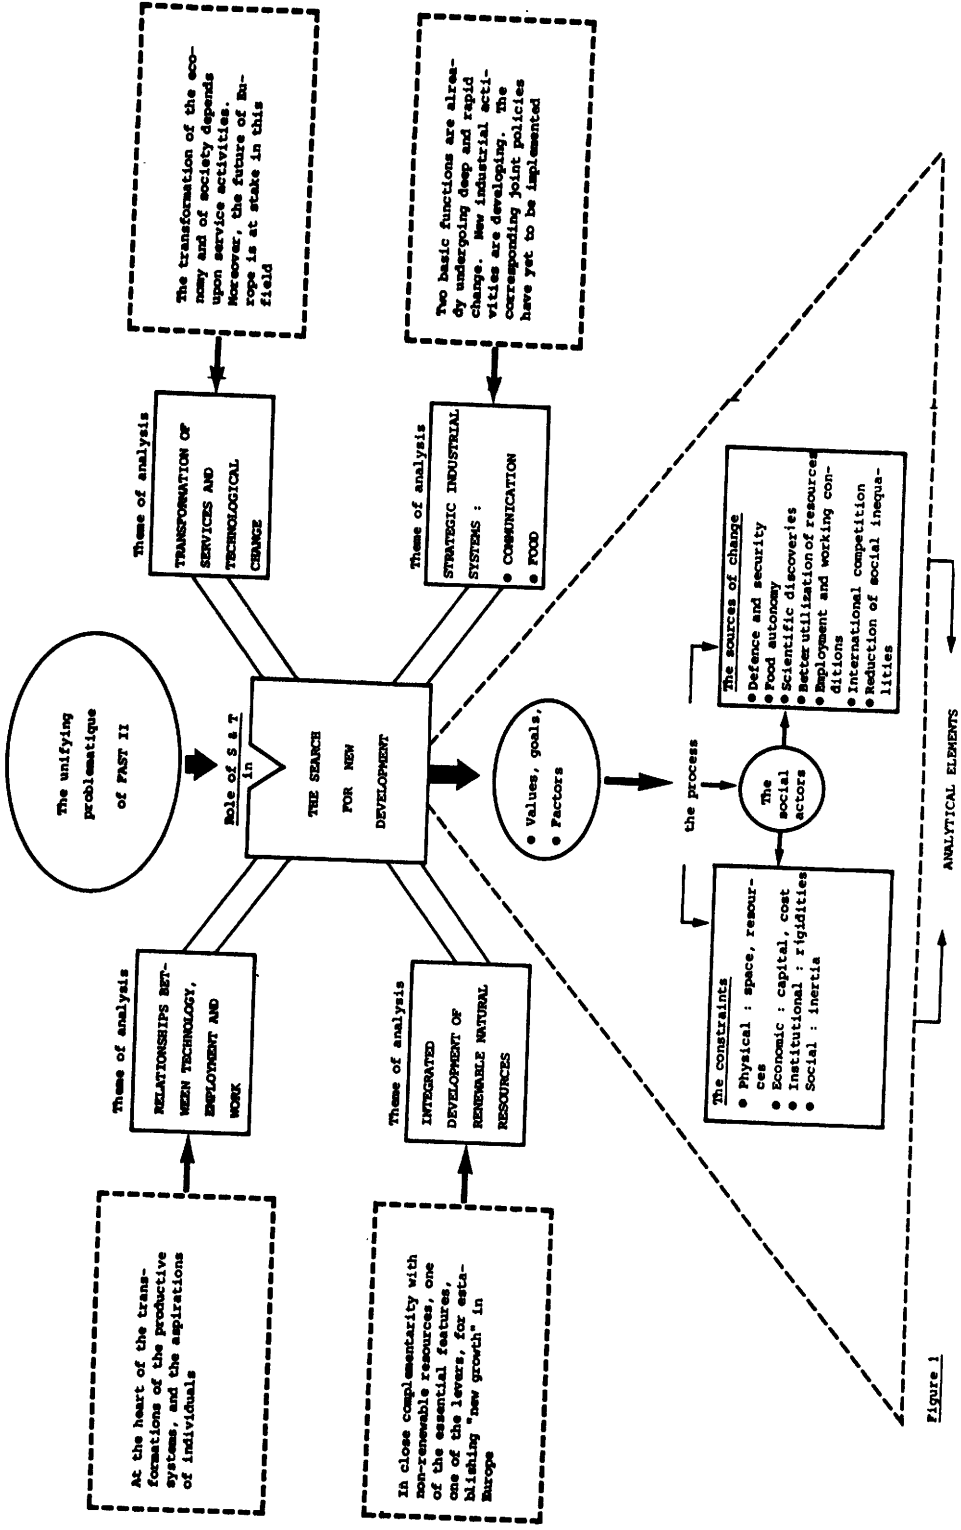 The unifying
problematique
of FAST II
Role of S & T
in
THE SEARCH
FOR NEW
DEVELOPMENT
At the heart of the trans-
formations of the productive
systems, and the aspirations
of individuals
Theme of analysis
RELATIONSHIPS BET-
WEEN TECHNOLOGY,
EMPLOYMENT AND
WORK
Theme of analysis
TRANSFORMATION OF
SERVICES AND
TECHNOLOGICAL
CHANGE
The transformation of the eco-
nomy and of society depends
upon service activities.
Moreover, the future of Eu-
rope is at stake in this
field
In close complementarity with
non-renewable resources, one
of the essential features,
one of the levers, for esta-
blishing "new growth" in
Europe
Theme of analysis
INTEGRATED
DEVELOPMENT OF
RENEWABLE NATURAL
RESOURCES
Theme of analysis
STRATEGIC INDUSTRIAL
SYSTEMS :
● COMMUNICATION
● FOOD
Two basic functions are alrea-
dy undergoing deep and rapid
change. New industrial acti-
vities are developing. The
corresponding joint policies
have yet to be implemented
● Values, goals,
● Factors
the process
The
social
actors
The constraints
● Physical : space, resour-
ces
● Economic : capital, cost
● Institutional : rigidities
● Social : inertia
The sources of change
● Defence and security
● Food autonomy
● Scientific discoveries
● Better utilization of resources
● Employment and working con-
ditions
● International competition
● Reduction of social inequa-
lities
ANALYTICAL ELEMENTS
Figure 1